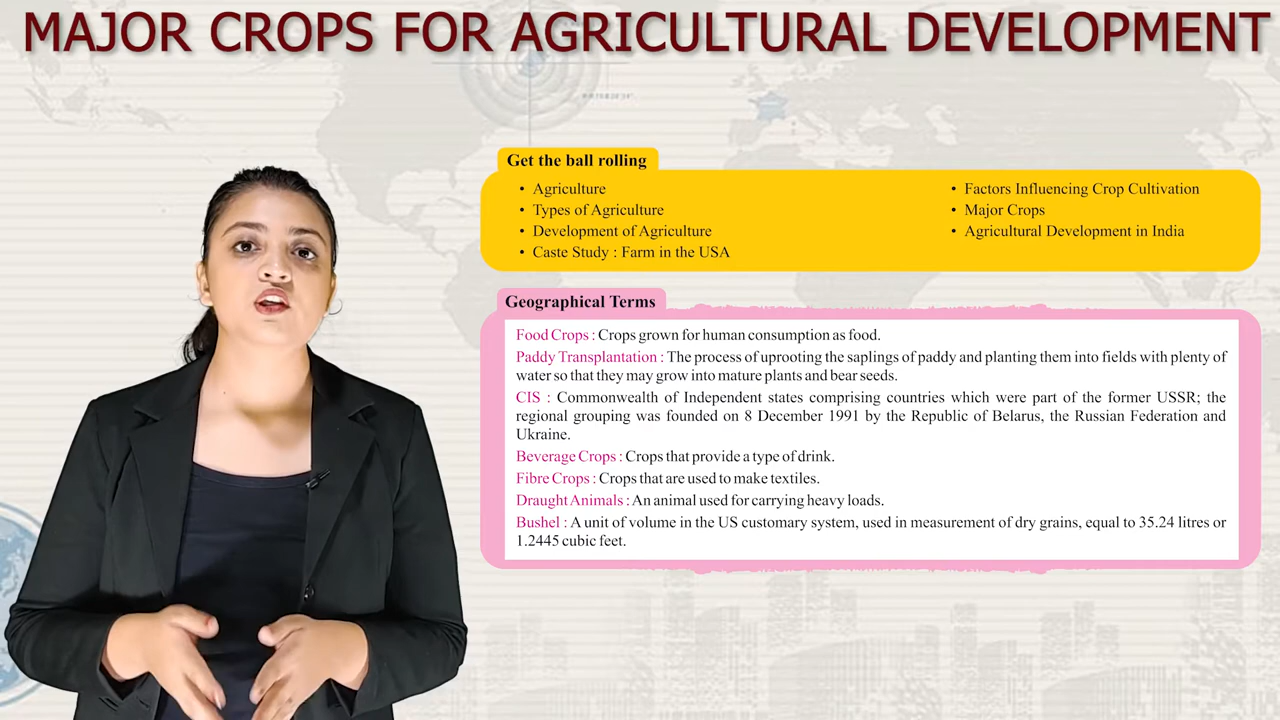 MAJOR CROPS FOR AGRICULTURAL DEVELOPMENT
Get the ball rolling
• Agriculture
• Types of Agriculture
• Development of Agriculture
• Caste Study : Farm in the USA
• Factors Influencing Crop Cultivation
• Major Crops
• Agricultural Development in India
Geographical Terms
Food Crops : Crops grown for human consumption as food.
Paddy Transplantation : The process of uprooting the saplings of paddy and planting them into fields with plenty of
water so that they may grow into mature plants and bear seeds.
CIS : Commonwealth of Independent states comprising countries which were part of the former USSR; the
regional grouping was founded on 8 December 1991 by the Republic of Belarus, the Russian Federation and
Ukraine.
Beverage Crops : Crops that provide a type of drink.
Fibre Crops : Crops that are used to make textiles.
Draught Animals : An animal used for carrying heavy loads.
Bushel : A unit of volume in the US customary system, used in measurement of dry grains, equal to 35.24 litres or
1.2445 cubic feet.